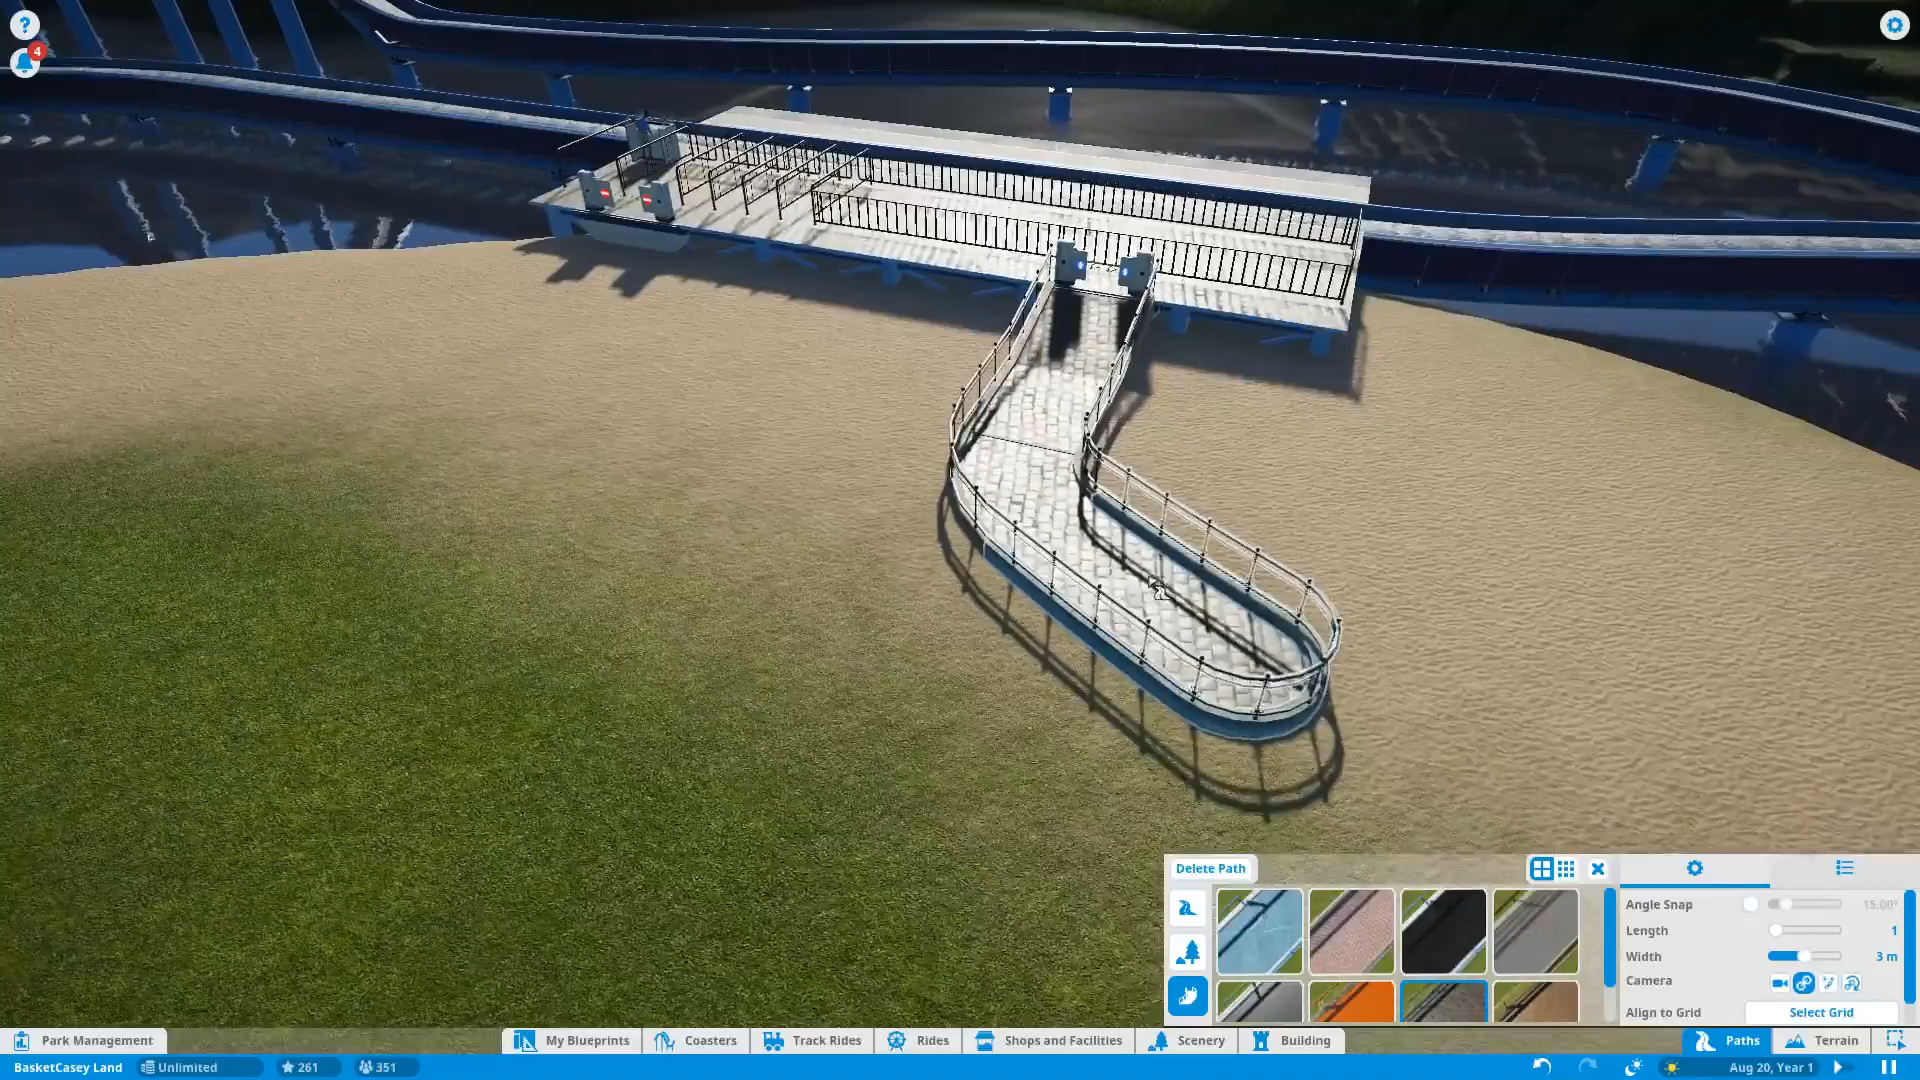 ?
4
Delete Path
Angle Snap 15.00°
Length 1
Width 3 m
Camera
Align to Grid Select Grid
Park Management
My Blueprints
Coasters
Track Rides
Rides
Shops and Facilities
Scenery
Building
Paths
Terrain
BasketCasey Land
Unlimited
261
351
Aug 20, Year 1